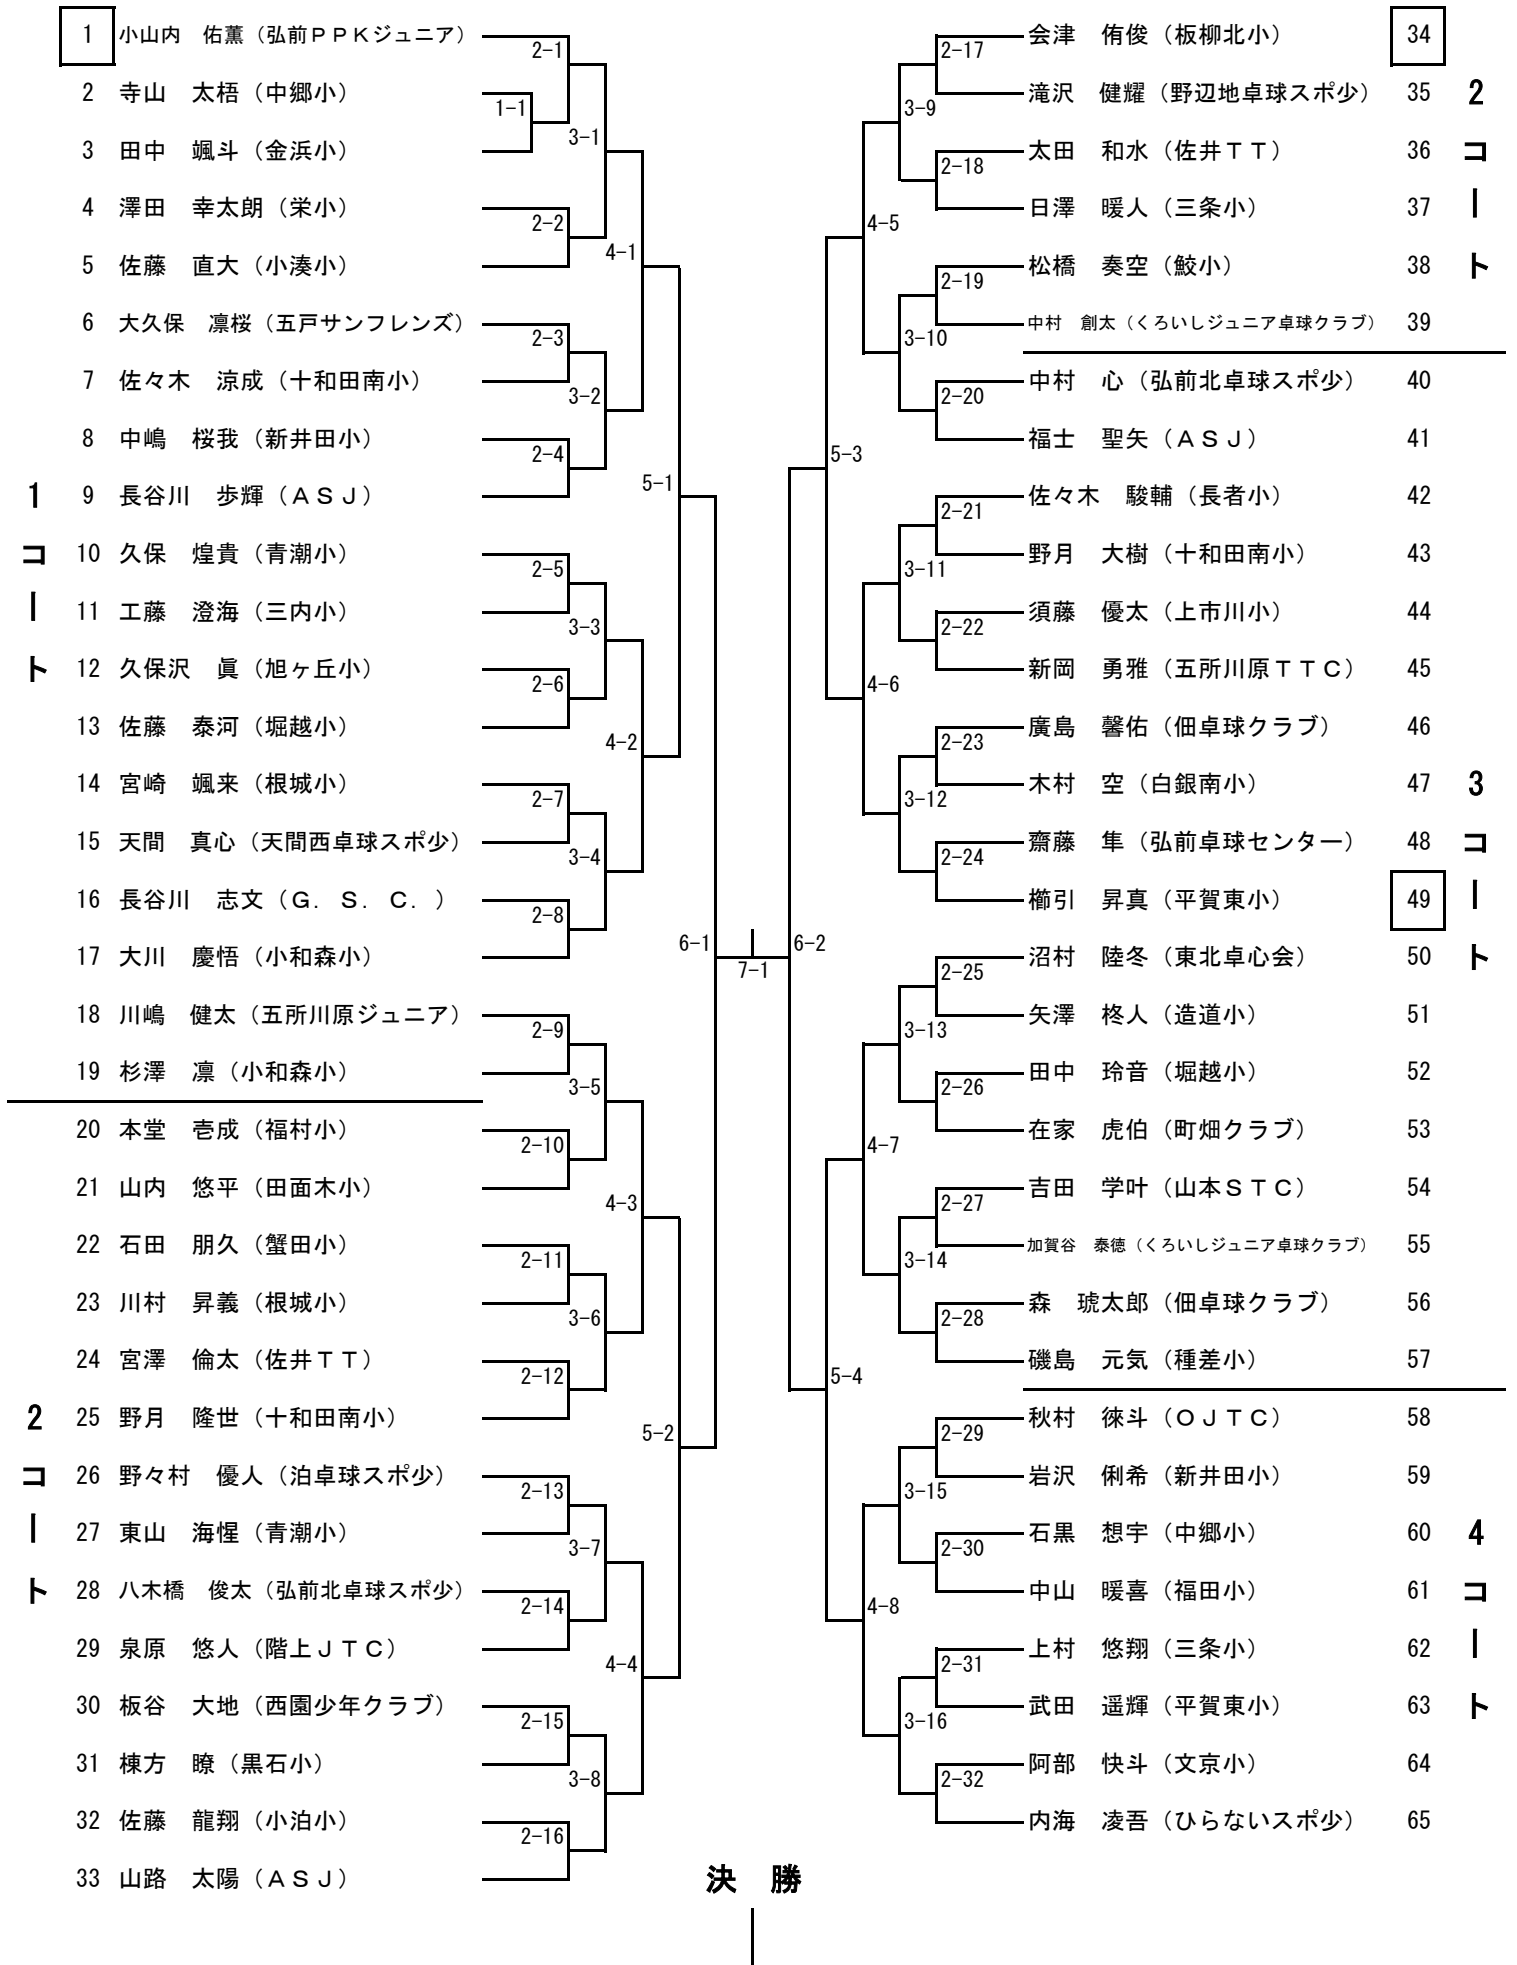 1 小山内　佑薫（弘前ＰＰＫジュニア）
2 寺山　太梧（中郷小）
3 田中　颯斗（金浜小）
4 澤田　幸太朗（栄小）
5 佐藤　直大（小湊小）
6 大久保　凛桜（五戸サンフレンズ）
7 佐々木　涼成（十和田南小）
8 中嶋　桜我（新井田小）
9 長谷川　歩輝（ＡＳＪ）
10 久保　煌貴（青潮小）
11 工藤　澄海（三内小）
12 久保沢　眞（旭ヶ丘小）
13 佐藤　泰河（堀越小）
14 宮崎　颯来（根城小）
15 天間　真心（天間西卓球スポ少）
16 長谷川　志文（Ｇ．Ｓ．Ｃ．）
17 大川　慶悟（小和森小）
18 川嶋　健太（五所川原ジュニア）
19 杉澤　凛（小和森小）
1コート
20 本堂　壱成（福村小）
21 山内　悠平（田面木小）
22 石田　朋久（蟹田小）
23 川村　昇義（根城小）
24 宮澤　倫太（佐井ＴＴ）
25 野月　隆世（十和田南小）
26 野々村　優人（泊卓球スポ少）
27 東山　海惺（青潮小）
28 八木橋　俊太（弘前北卓球スポ少）
29 泉原　悠人（階上ＪＴＣ）
30 板谷　大地（西園少年クラブ）
31 棟方　瞭（黒石小）
32 佐藤　龍翔（小泊小）
33 山路　太陽（ＡＳＪ）
2コート
1-1
2-1
2-2
2-3
2-4
2-5
2-6
2-7
2-8
2-9
2-10
2-11
2-12
2-13
2-14
2-15
2-16
3-1
3-2
3-3
3-4
3-5
3-6
3-7
3-8
4-1
4-2
4-3
4-4
5-1
5-2
6-1
7-1
6-2
5-3
5-4
4-5
4-6
4-7
4-8
3-9
3-10
3-11
3-12
3-13
3-14
3-15
3-16
2-17
2-18
2-19
2-20
2-21
2-22
2-23
2-24
2-25
2-26
2-27
2-28
2-29
2-30
2-31
2-32
会津　侑俊（板柳北小） 34
滝沢　健耀（野辺地卓球スポ少） 35
太田　和水（佐井ＴＴ） 36
日澤　暖人（三条小） 37
松橋　奏空（鮫小） 38
中村　創太（くろいしジュニア卓球クラブ） 39
2コート
中村　心（弘前北卓球スポ少） 40
福士　聖矢（ＡＳＪ） 41
佐々木　駿輔（長者小） 42
野月　大樹（十和田南小） 43
須藤　優太（上市川小） 44
新岡　勇雅（五所川原ＴＴＣ） 45
廣島　馨佑（佃卓球クラブ） 46
木村　空（白銀南小） 47
齋藤　隼（弘前卓球センター） 48
櫛引　昇真（平賀東小） 49
沼村　陸冬（東北卓心会） 50
矢澤　柊人（造道小） 51
田中　玲音（堀越小） 52
在家　虎伯（町畑クラブ） 53
吉田　学叶（山本ＳＴＣ） 54
加賀谷　泰徳（くろいしジュニア卓球クラブ） 55
森　琥太郎（佃卓球クラブ） 56
磯島　元気（種差小） 57
3コート
秋村　徠斗（ＯＪＴＣ） 58
岩沢　俐希（新井田小） 59
石黒　想宇（中郷小） 60
中山　暖喜（福田小） 61
上村　悠翔（三条小） 62
武田　遥輝（平賀東小） 63
阿部　快斗（文京小） 64
内海　凌吾（ひらないスポ少） 65
4コート
決　勝